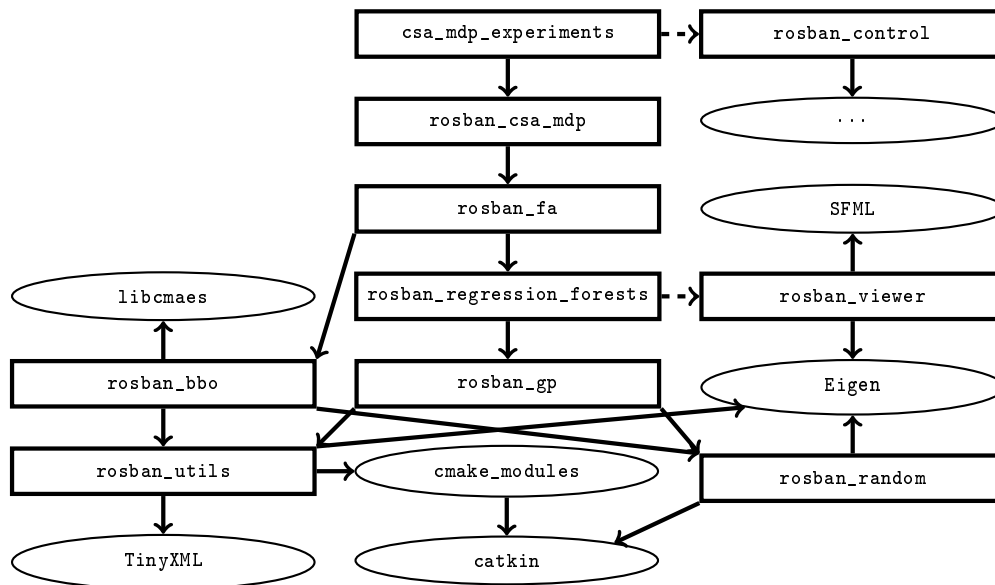 csa_mdp_experiments
rosban_control
rosban_csa_mdp
...
rosban_fa
SFML
libcmaes
rosban_regression_forests
rosban_viewer
rosban_bbo
rosban_gp
Eigen
rosban_utils
cmake_modules
rosban_random
TinyXML
catkin